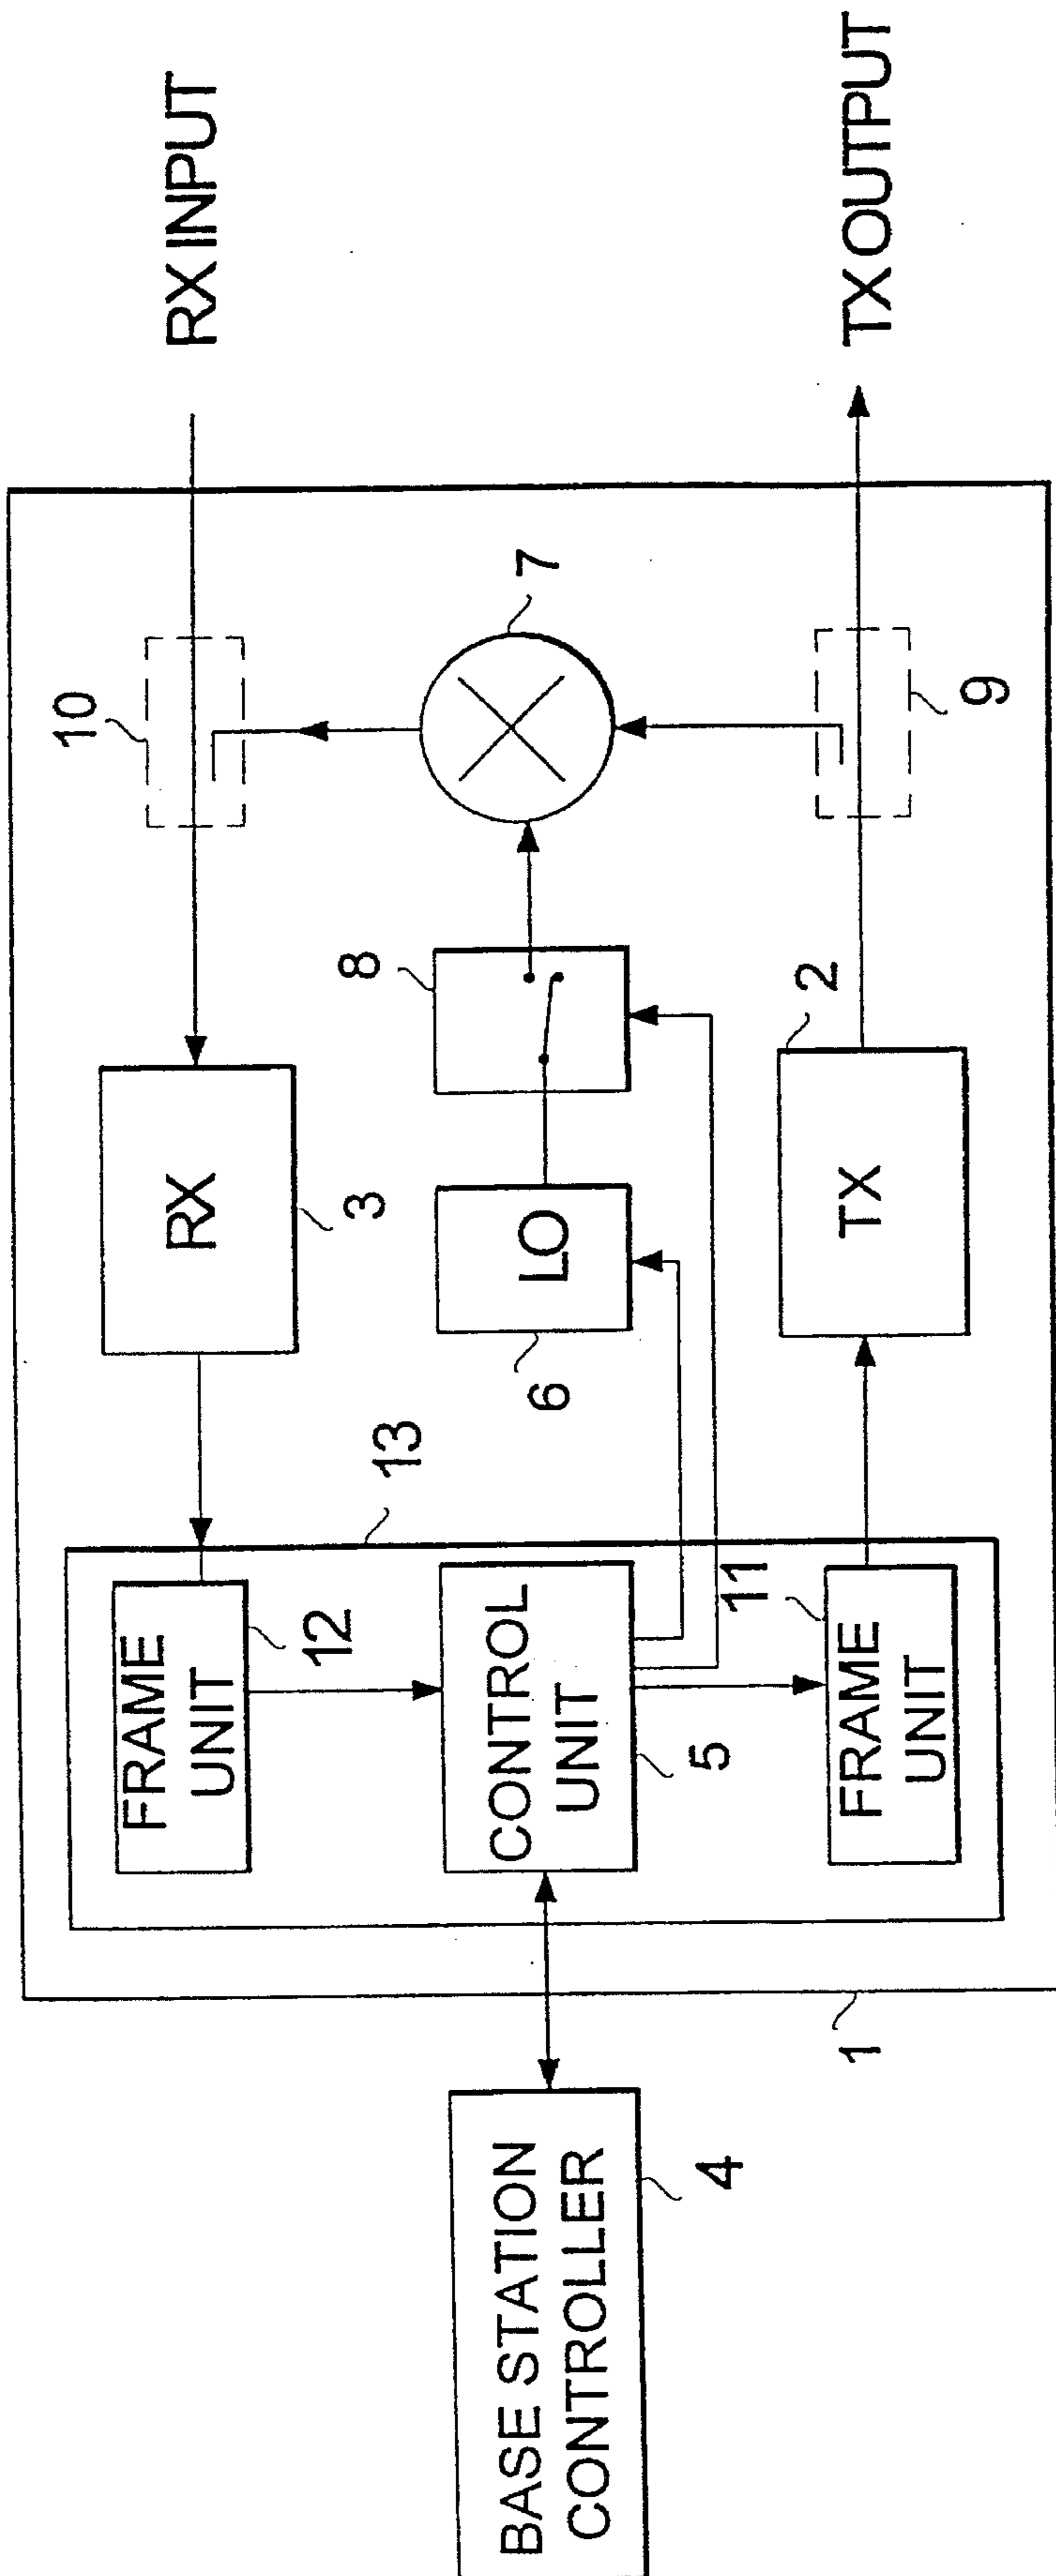 RX INPUT
TX OUTPUT
10
7
9
8
2
RX
3
LO
6
TX
13
FRAME
UNIT
12
CONTROL
UNIT
5
11
FRAME
UNIT
1
BASE STATION
CONTROLLER
4